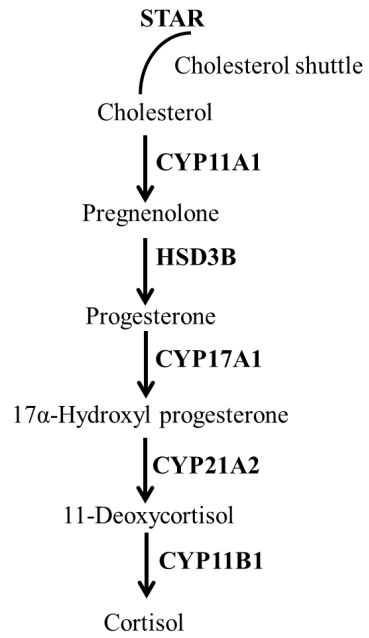 STAR
Cholesterol shuttle
Cholesterol
CYP11A1
Pregnenolone
HSD3B
Progesterone
CYP17A1
17α-Hydroxyl progesterone
CYP21A2
11-Deoxycortisol
CYP11B1
Cortisol